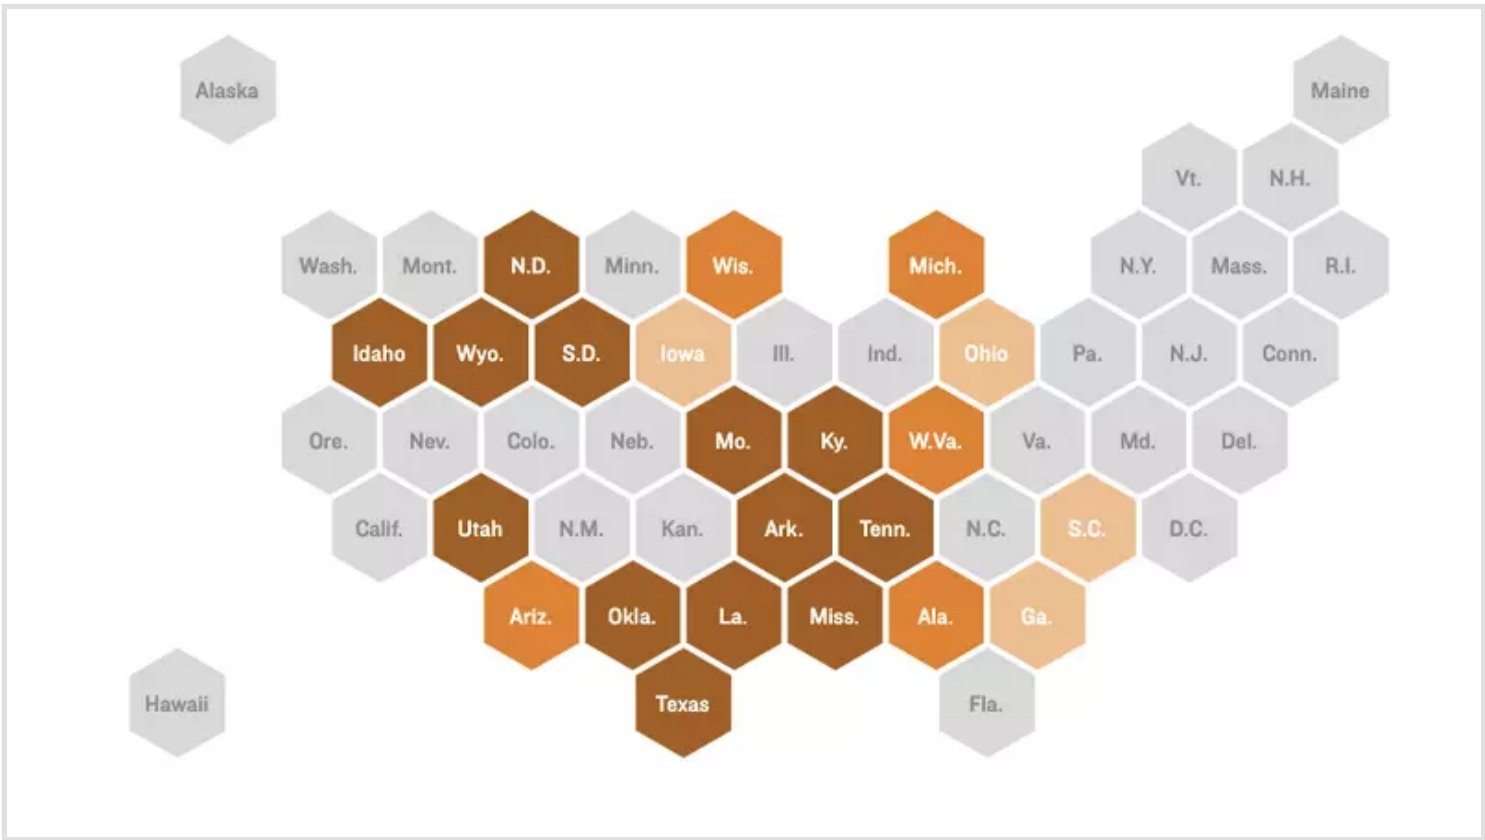 Alaska
Maine
Vt.
N.H.
Wash.
Mont.
N.D.
Minn.
Wis.
Mich.
N.Y.
Mass.
R.I.
Idaho
Wyo.
S.D.
Iowa
Ill.
Ind.
Ohio
Pa.
N.J.
Conn.
Ore.
Nev.
Colo.
Neb.
Mo.
Ky.
W.Va.
Va.
Md.
Del.
Calif.
Utah
N.M.
Kan.
Ark.
Tenn.
N.C.
S.C.
D.C.
Ariz.
Okla.
La.
Miss.
Ala.
Ga.
Hawaii
Texas
Fla.